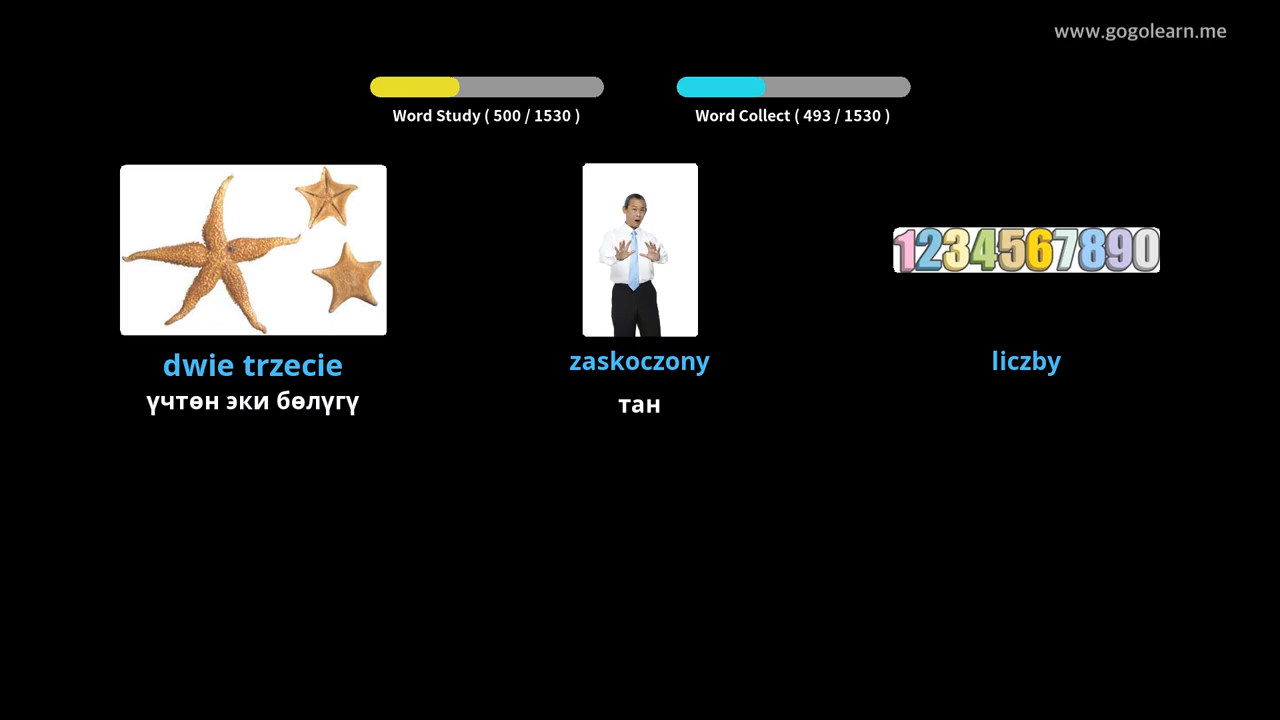 www.gogolearn.me
Word Study ( 500 / 1530 )
Word Collect ( 493 / 1530 )
1234567890
dwie trzecie
zaskoczony
liczby
үчтөн эки бөлүгү
тан